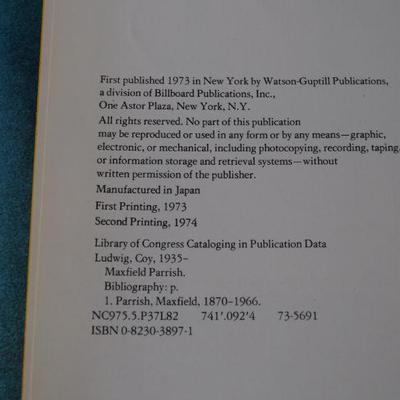 First published 1973 in New York by Watson-Guptill Publications,
a division of Billboard Publications, Inc.,
One Astor Plaza, New York, N.Y.
All rights reserved. No part of this publication
may be reproduced or used in any form or by any means—graphic,
electronic, or mechanical, including photocopying, recording, taping,
or information storage and retrieval systems—without
written permission of the publisher.
Manufactured in Japan
First Printing, 1973
Second Printing, 1974
Library of Congress Cataloging in Publication Data
Ludwig, Coy, 1935–
Maxfield Parrish.
Bibliography: p.
1. Parrish, Maxfield, 1870–1966.
NC975.5.P37L82 741'.092'4 73-5691
ISBN 0-8230-3897-1